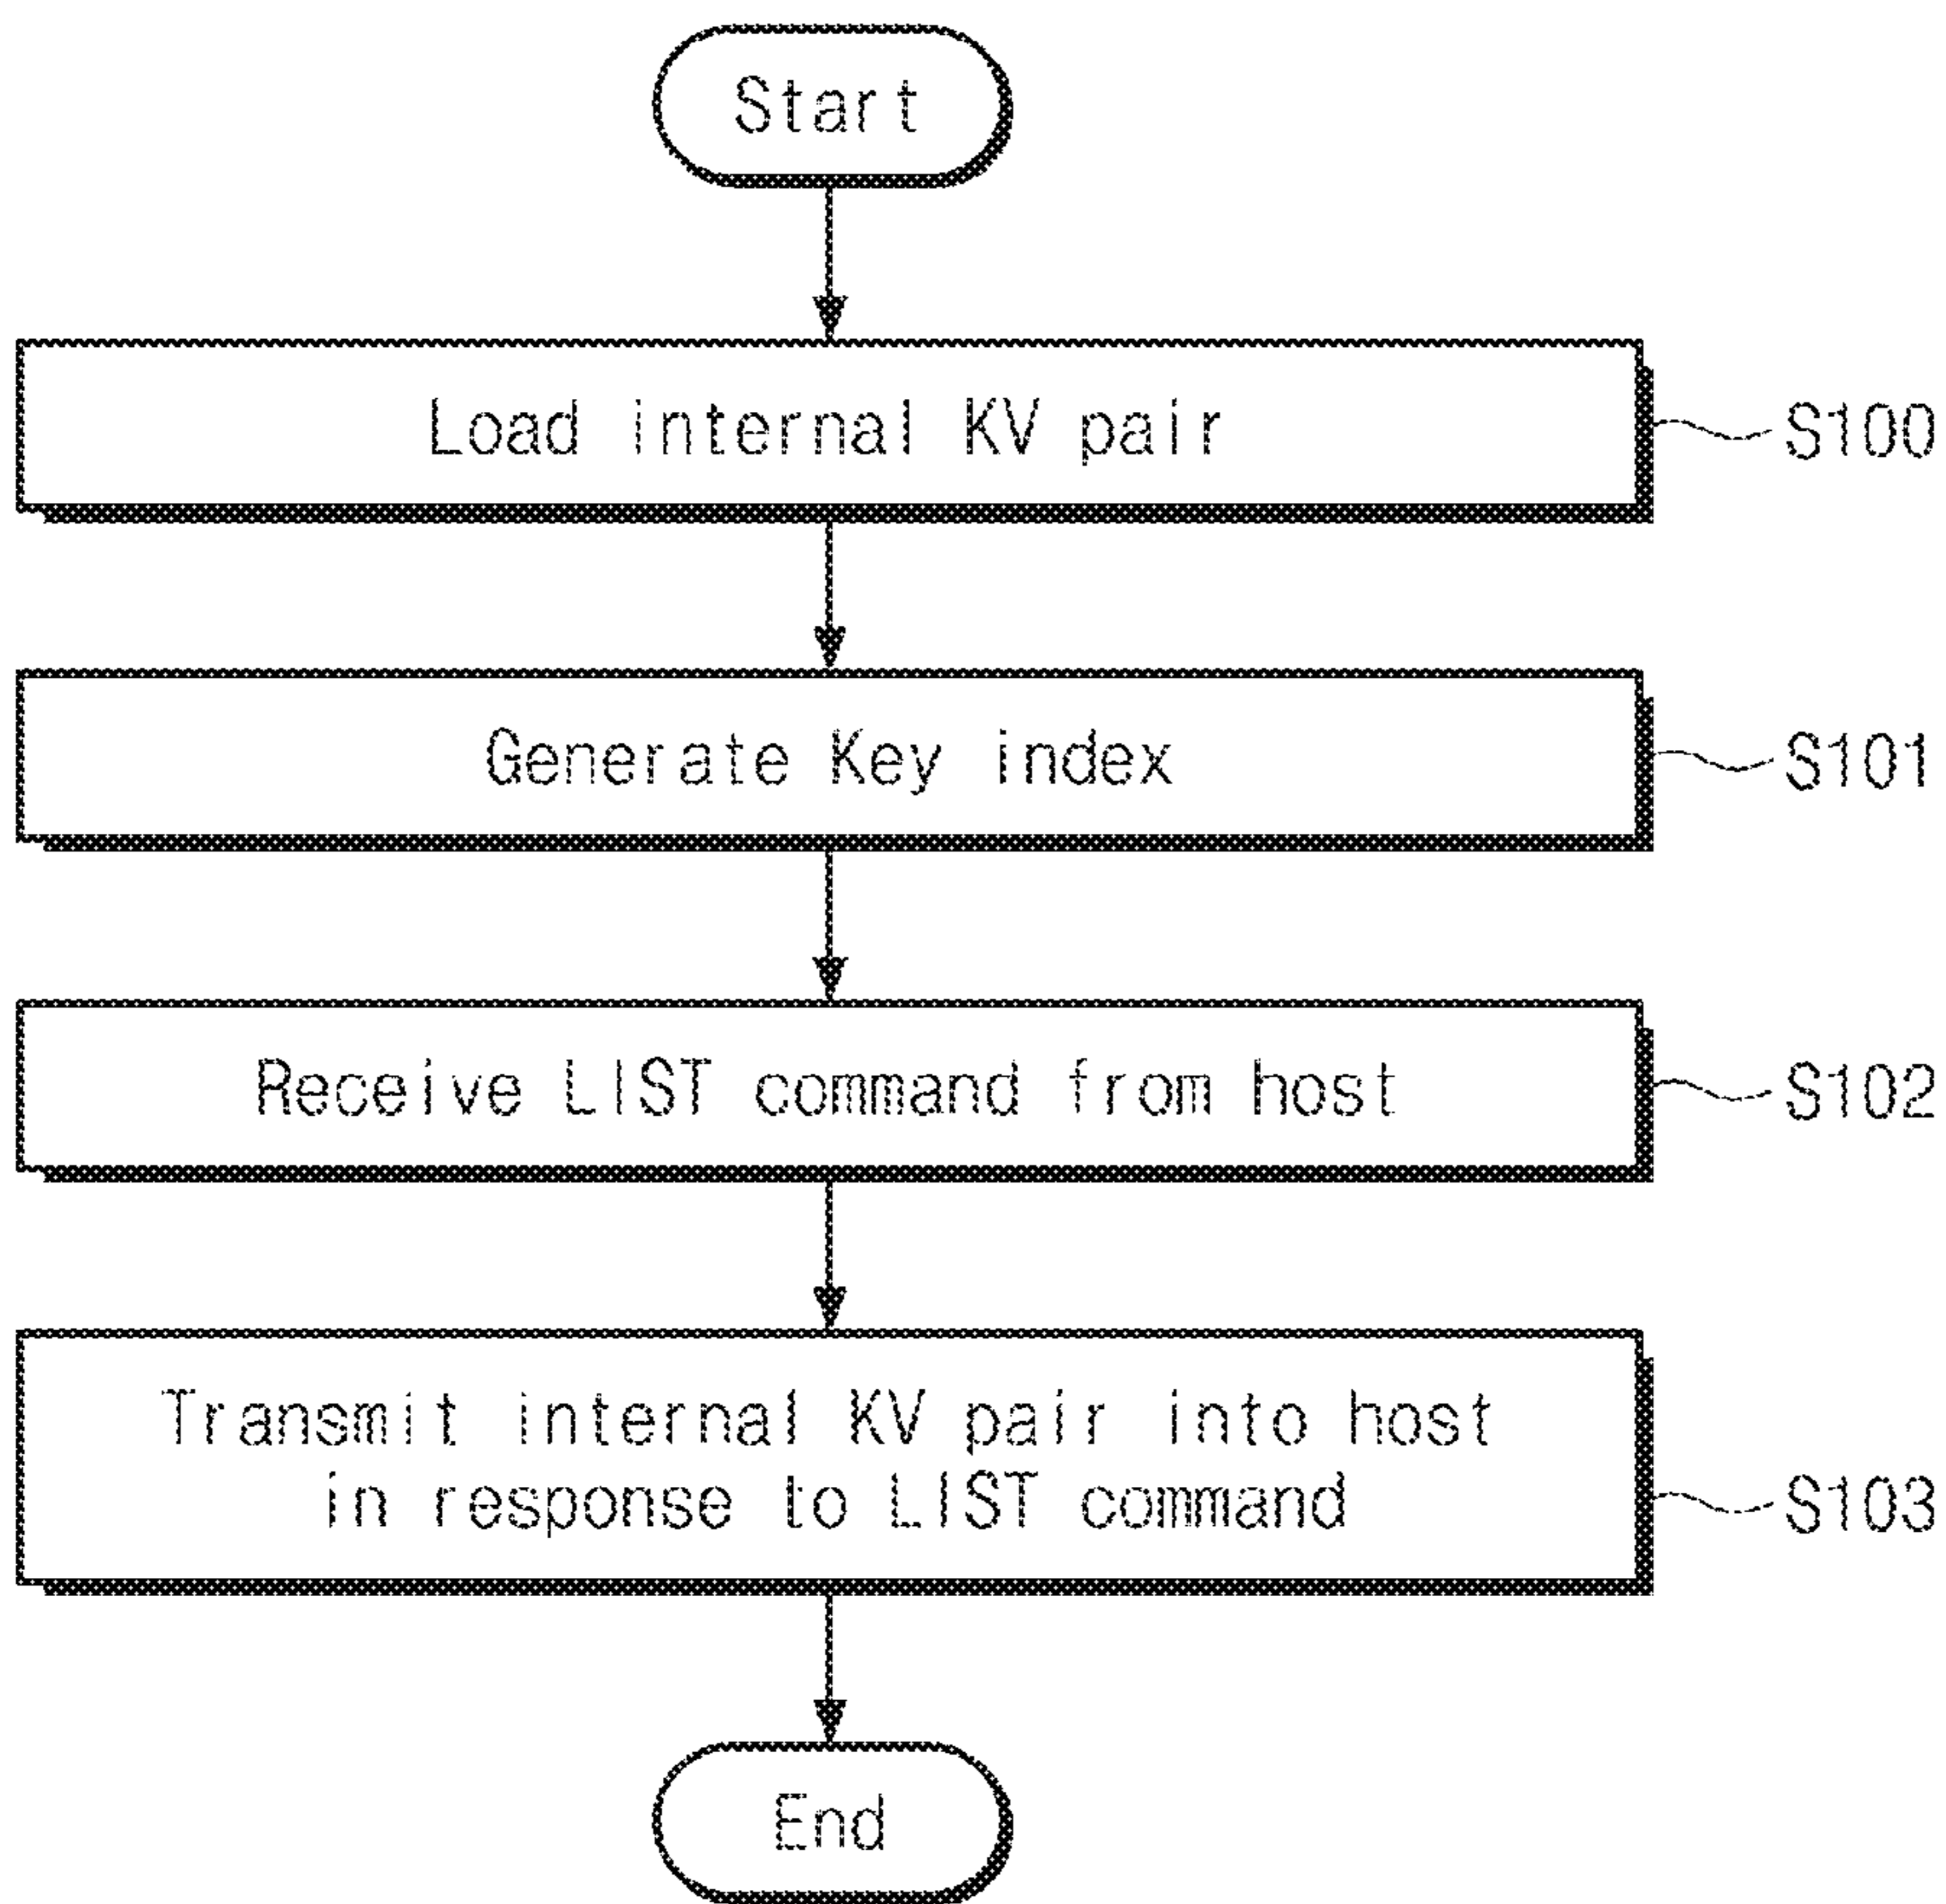 Start
Load internal KV pair
S100
Generate Key index
S101
Receive LIST command from host
S102
Transmit internal KV pair into host
in response to LIST command
S103
End